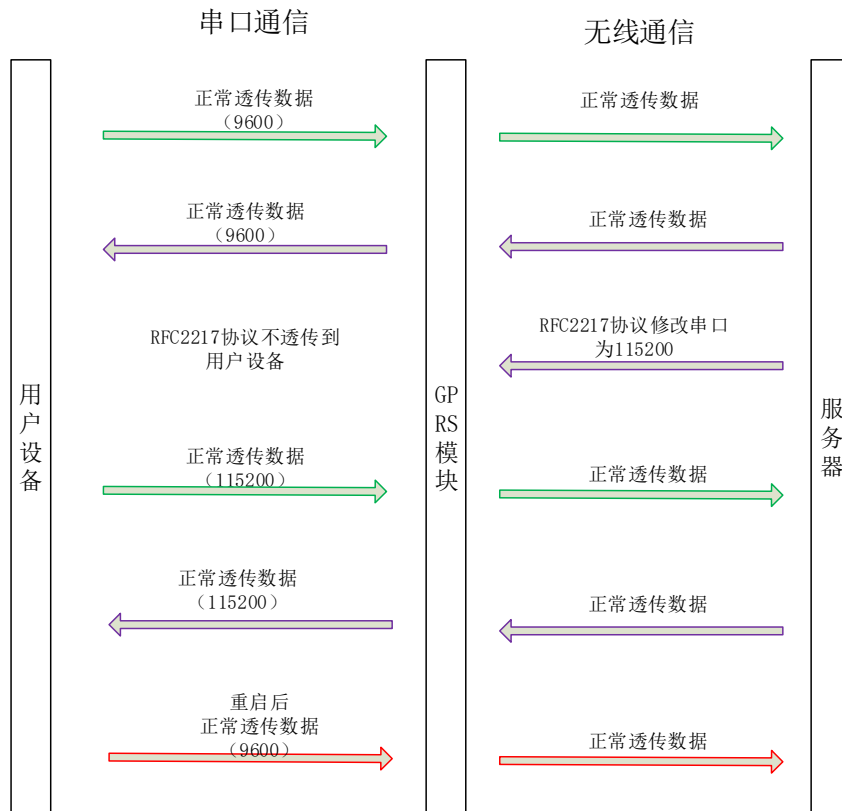 串口通信
无线通信
正常透传数据
（9600）
正常透传数据
正常透传数据
（9600）
正常透传数据
RFC2217协议不透传到
用户设备
RFC2217协议修改串口
为115200
用户设备
GPRS模块
服务器
正常透传数据
（115200）
正常透传数据
正常透传数据
（115200）
正常透传数据
重启后
正常透传数据
（9600）
正常透传数据